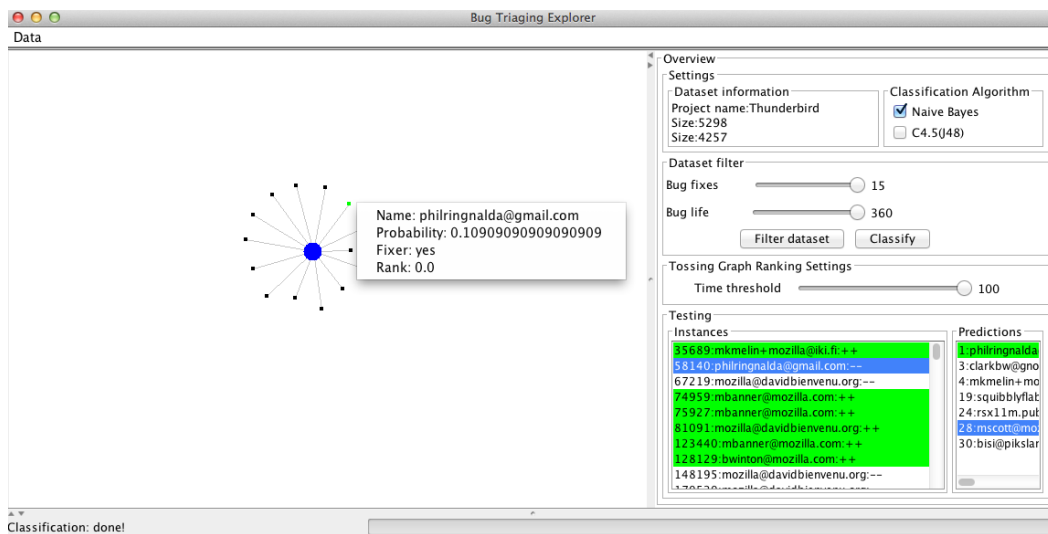 Bug Triaging Explorer
Data
Name: philringnalda@gmail.com
Probability: 0.10909090909090909
Fixer: yes
Rank: 0.0
Overview
Settings
Dataset information
Project name:Thunderbird
Size:5298
Size:4257
Classification Algorithm
Naive Bayes
C4.5(J48)
Dataset filter
Bug fixes 15
Bug life 360
Filter dataset Classify
Tossing Graph Ranking Settings
Time threshold 100
Testing
Instances
35689:mkmelin+mozilla@iki.fi:++
58140:philringnalda@gmail.com:--
67219:mozilla@davidbienvenu.org:--
74959:mbanner@mozilla.com:++
75927:mbanner@mozilla.com:++
81091:mozilla@davidbienvenu.org:++
123440:mbanner@mozilla.com:++
128129:bwinton@mozilla.com:++
148195:mozilla@davidbienvenu.org:--
Predictions
1:philringnalda
3:clarkbw@gno
4:mkmelin+mo
19:squibblyflab
24:rsx11m.pub
28:mscott@moz
30:bisi@pikslar
Classification: done!